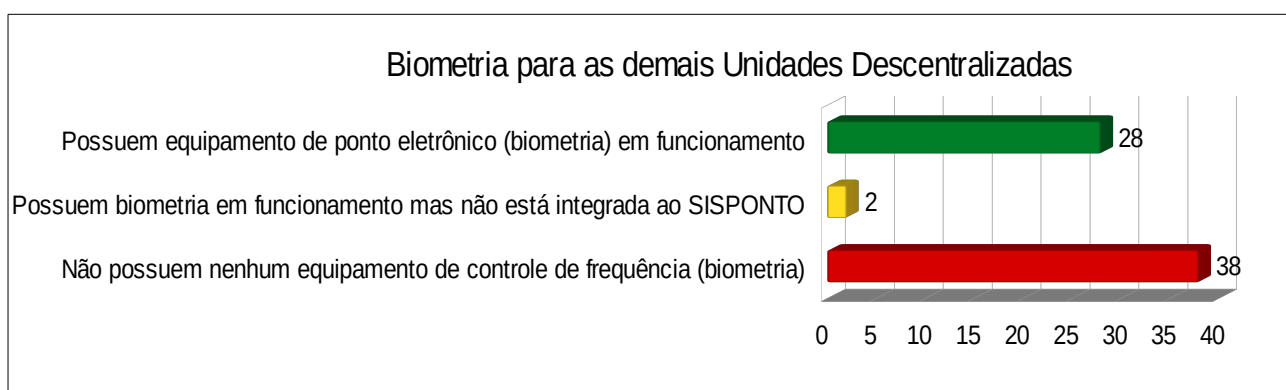 Biometria para as demais Unidades Descentralizadas
Possuem equipamento de ponto eletrônico (biometria) em funcionamento
28
Possuem biometria em funcionamento mas não está integrada ao SISPONTO
2
Não possuem nenhum equipamento de controle de frequência (biometria)
38
0 5 10 15 20 25 30 35 40